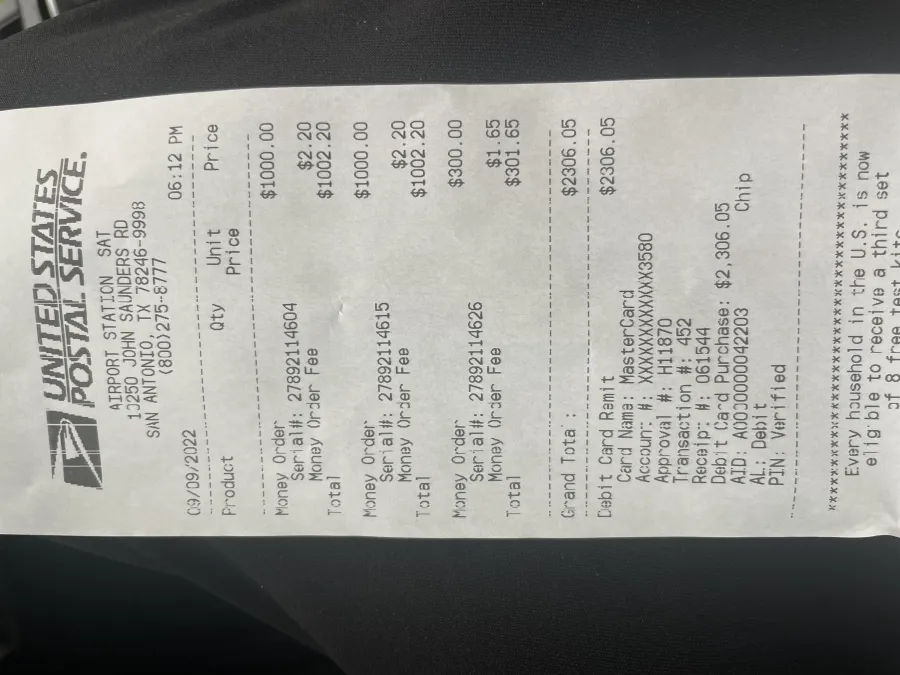 UNITED STATES
POSTAL SERVICE.
AIRPORT STATION SAT
10250 JOHN SAUNDERS RD
SAN ANTONIO, TX 78246-9998
(800)275-8777
09/09/2022 06:12 PM
Product Qty Unit Price
Price
Money Order $1000.00
Serial#: 27892114604
Money Order Fee $2.20
Total $1002.20
Money Order $1000.00
Serial#: 27892114615
Money Order Fee $2.20
Total $1002.20
Money Order $300.00
Serial#: 27892114626
Money Order Fee $1.65
Total $301.65
Grand Total: $2306.05
Debit Card Remit $2306.05
Card Name: MasterCard
Account #: XXXXXXXXXXXX3580
Approval #: H11870
Transaction #: 452
Receipt #: 061544
Debit Card Purchase: $2,306.05
AID: A0000000042203 Chip
AL: Debit
PIN: Verified
Every household in the U.S. is now
eligible to receive a third set
of 8 free test kits